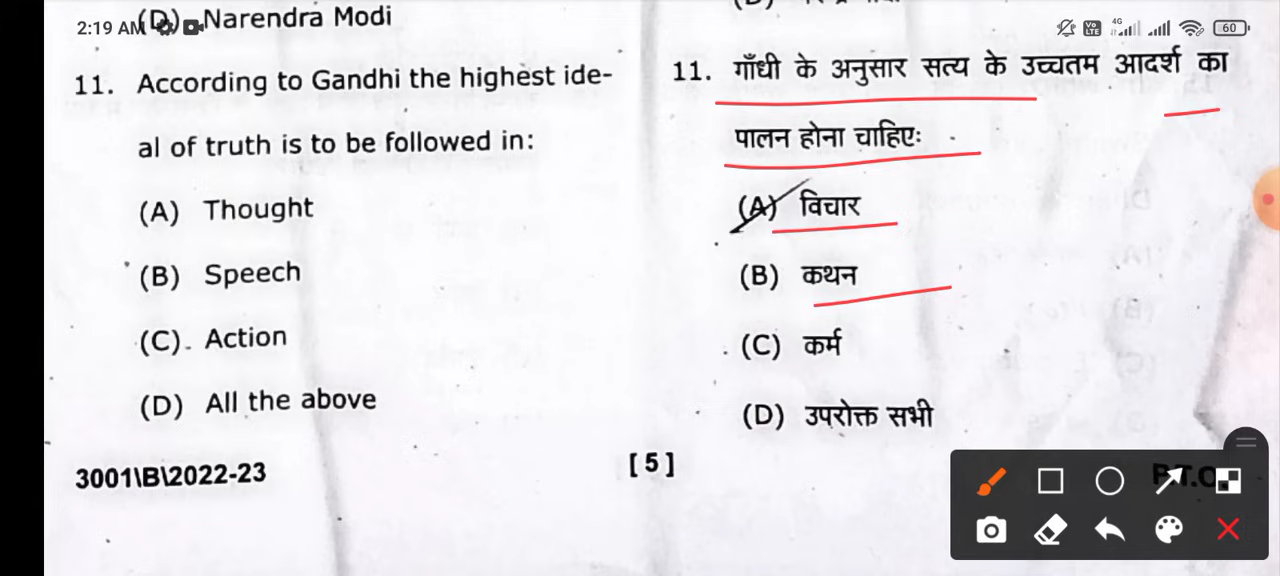 2:19 AM
60
(D) Narendra Modi
11. According to Gandhi the highest ide-
al of truth is to be followed in:
(A) Thought
(B) Speech
(C). Action
(D) All the above
3001\B\2022-23
[5]
11. गाँधी के अनुसार सत्य के उच्चतम आदर्श का
पालन होना चाहिएः
(A) विचार
(B) कथन
(C) कर्म
(D) उपरोक्त सभी
P.T.O.